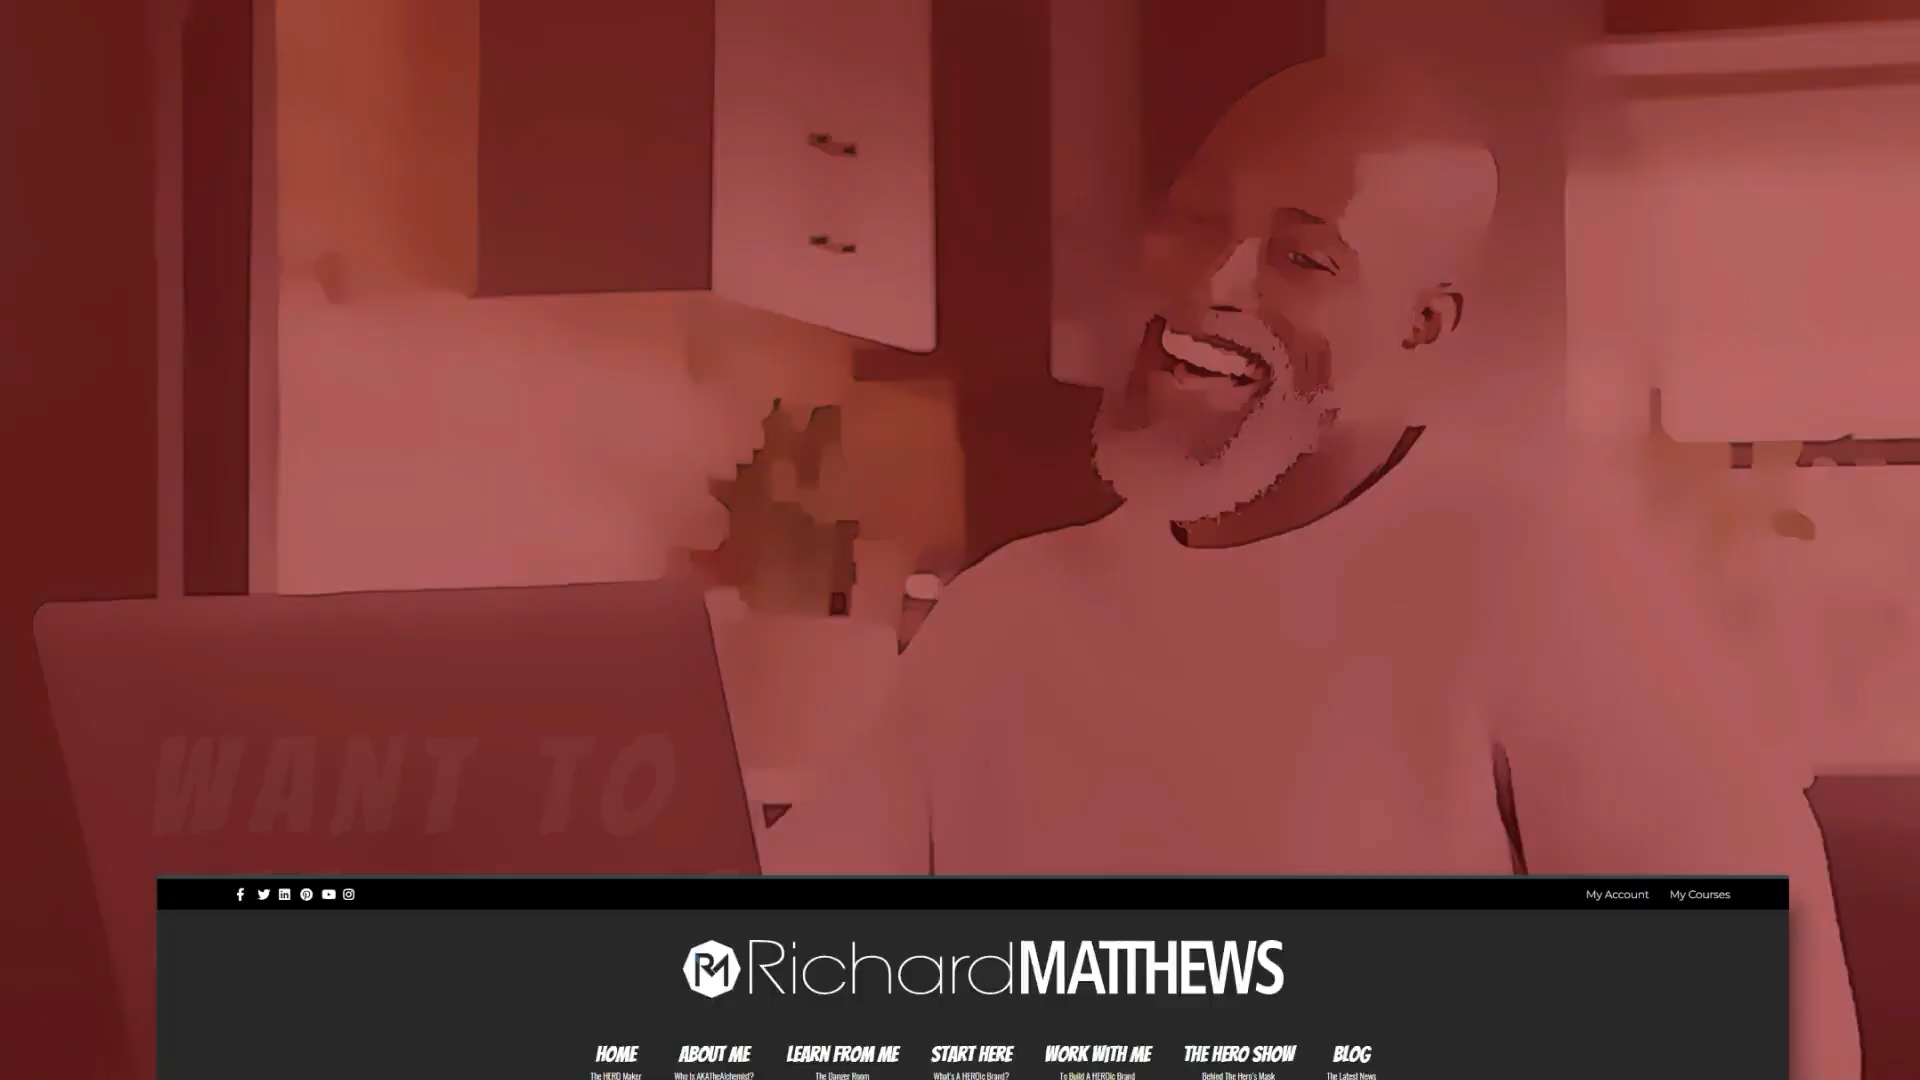 WANT TO
My Account My Courses
RM RichardMATTHEWS
HOME ABOUT ME LEARN FROM ME START HERE WORK WITH ME THE HERO SHOW BLOG
The HERO Maker Who Is AKATheAlchemist? The Danger Room What's A HEROic Brand? To Build A HEROic Brand Behind The Hero's Mask The Latest News